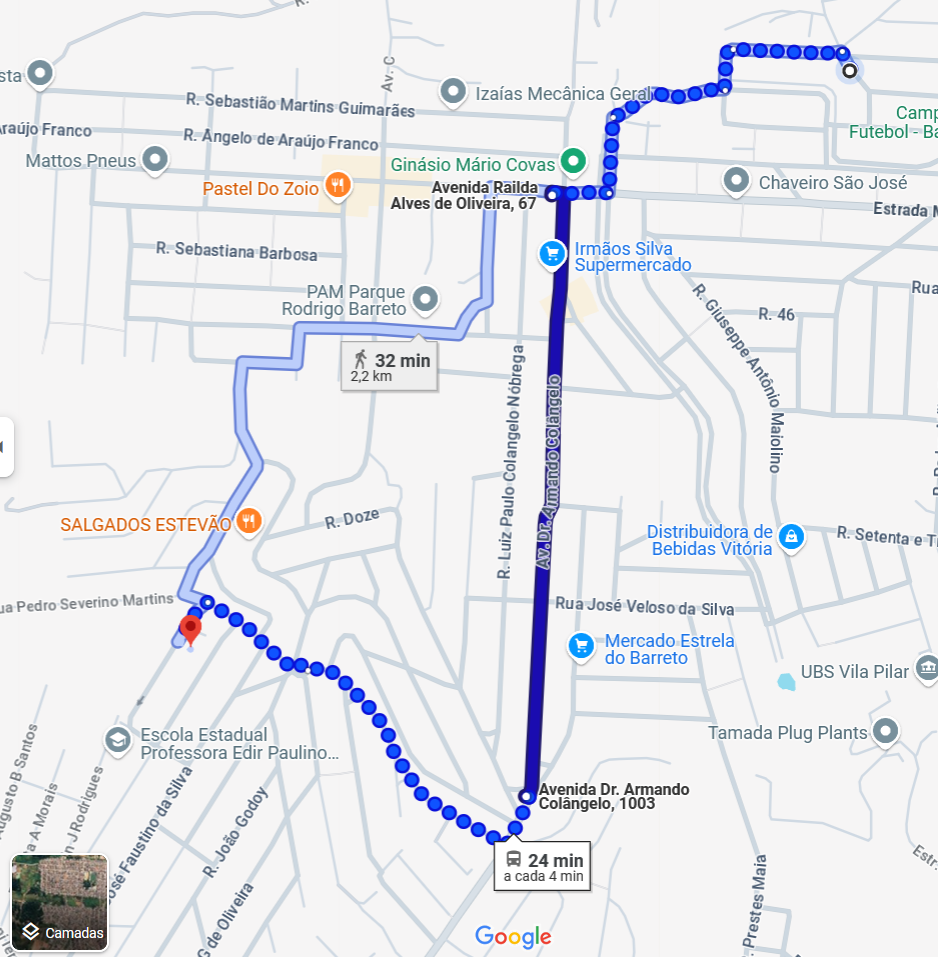 R.
sta
Av. C
Izaías Mecânica Geral
R. Sebastião Martins Guimarães
Camp
Futebol - Ba
Araújo Franco
R. Angelo de Araújo Franco
Mattos Pneus
Ginásio Mário Covas
Pastel Do Zoio
Avenida Railda
Alves de Oliveira, 67
Chaveiro São José
Estrada M
R. Sebastiana Barbosa
Irmãos Silva
Supermercado
PAM Parque
Rodrigo Barreto
Rua
R. 46
R. Giuseppe Antônio Maiolino
32 min
2,2 km
R. Luiz Paulo Colangelo Nóbrega
Av. Dr. Armando Colângelo
SALGADOS ESTEVÃO
R. Doze
Distribuidora de
Bebidas Vitória
R. Setenta e T
ua Pedro Severino Martins
Rua José Veloso da Silva
Mercado Estrela
do Barreto
UBS Vila Pilar
Tamada Plug Plants
Escola Estadual
Professora Edir Paulino...
Augusto B Santos
a A Morais
n J Rodrigues
osé Faustino da Silva
R. João Godoy
G de Oliveira
Avenida Dr. Armando
Colângelo, 1003
24 min
a cada 4 min
Prestes Maia
Estr.
Camadas
Google